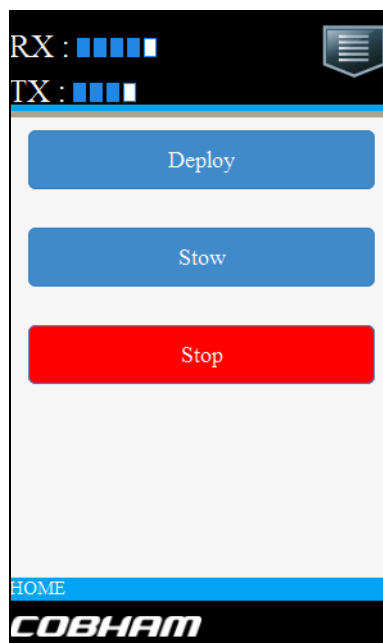 RX :
TX :
Deploy
Stow
Stop
HOME
COBHAM